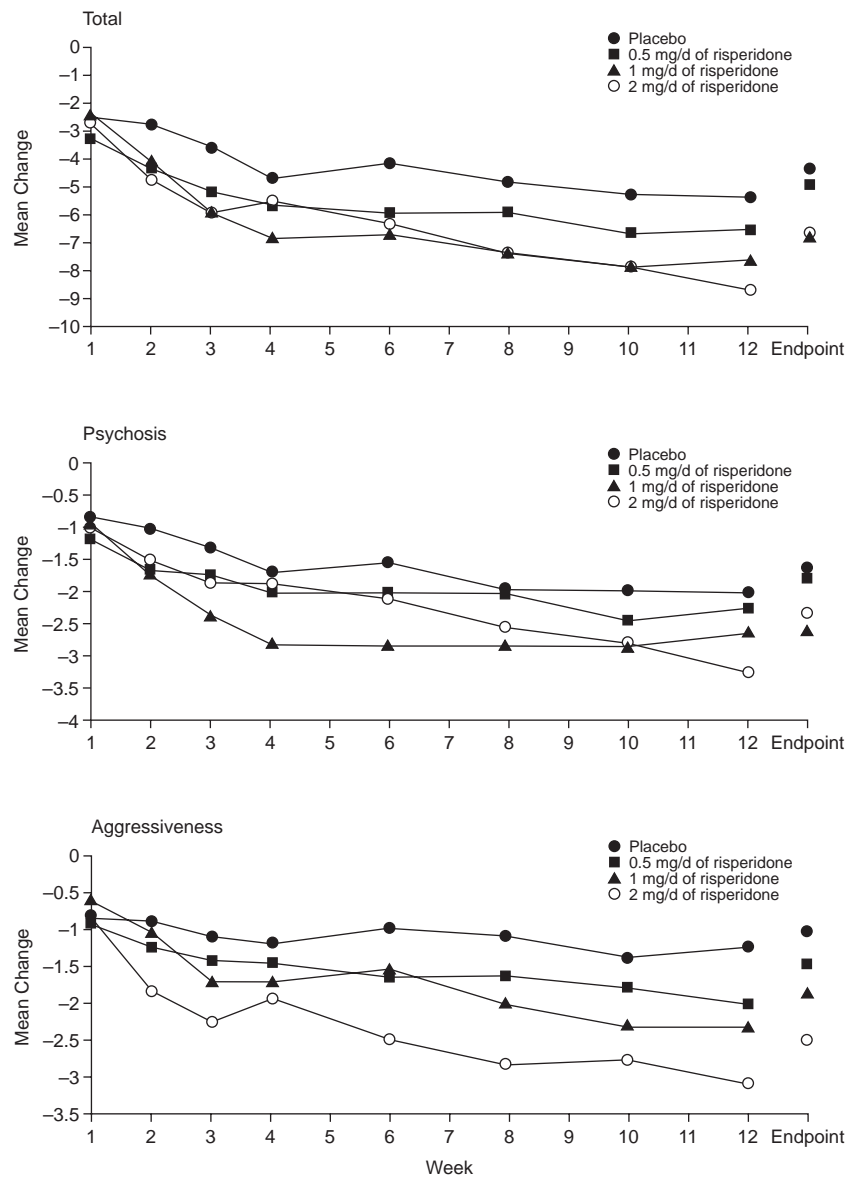 Total
Placebo
0.5 mg/d of risperidone
1 mg/d of risperidone
2 mg/d of risperidone
Mean Change
0
–1
–2
–3
–4
–5
–6
–7
–8
–9
–10
1 2 3 4 5 6 7 8 9 10 11 12 Endpoint
Psychosis
Placebo
0.5 mg/d of risperidone
1 mg/d of risperidone
2 mg/d of risperidone
Mean Change
0
–0.5
–1
–1.5
–2
–2.5
–3
–3.5
–4
1 2 3 4 5 6 7 8 9 10 11 12 Endpoint
Aggressiveness
Placebo
0.5 mg/d of risperidone
1 mg/d of risperidone
2 mg/d of risperidone
Mean Change
0
–0.5
–1
–1.5
–2
–2.5
–3
–3.5
1 2 3 4 5 6 7 8 9 10 11 12 Endpoint
Week